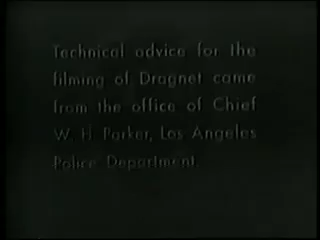 Technical advice for the
filming of Dragnet came
from the office of Chief
W. H. Parker, Los Angeles
Police Department.